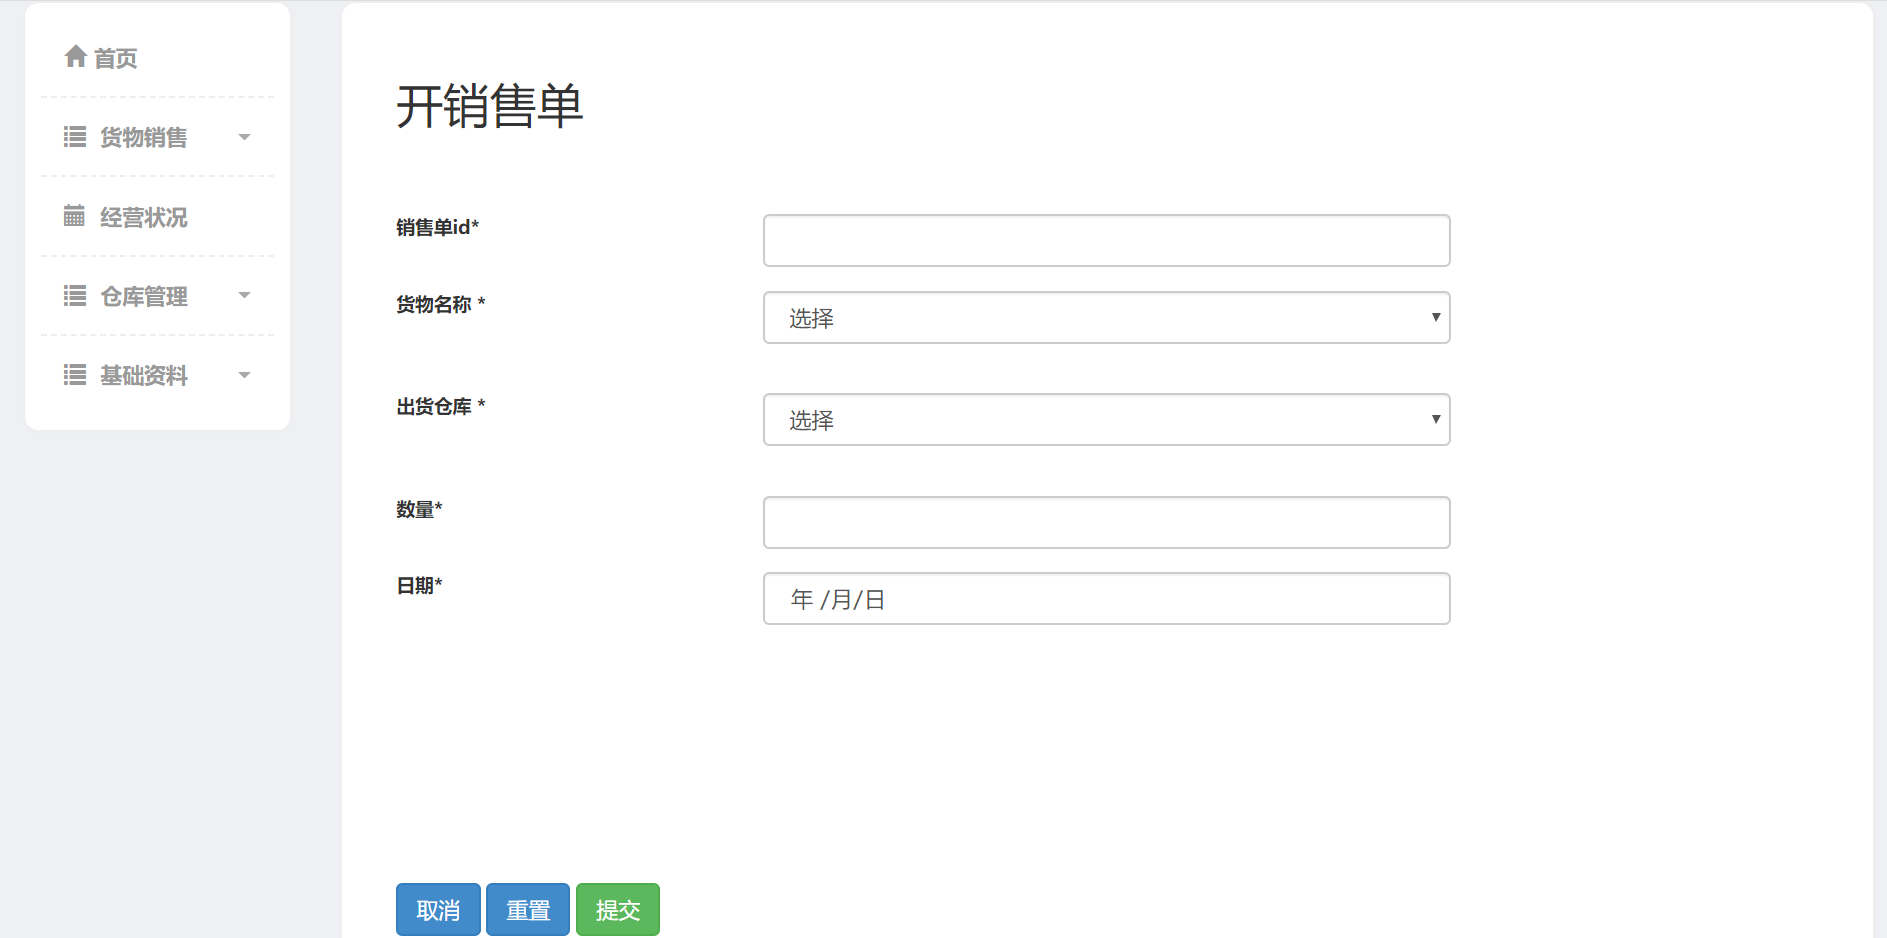 首页
货物销售
经营状况
仓库管理
基础资料
开销售单
销售单id*
货物名称 *
选择
出货仓库 *
选择
数量*
日期*
年 /月/日
取消 重置 提交